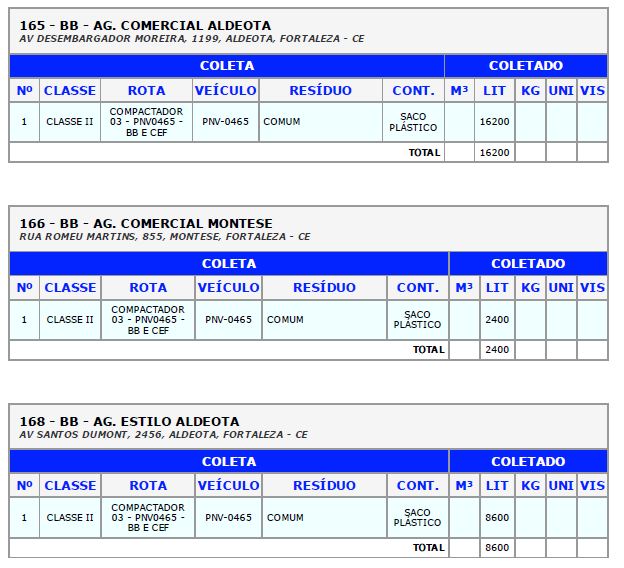 165 - BB - AG. COMERCIAL ALDEOTA
AV DESEMBARGADOR MOREIRA, 1199, ALDEOTA, FORTALEZA - CE
COLETA COLETADO
Nº CLASSE ROTA VEÍCULO RESÍDUO CONT. M³ LIT KG UNI VIS
1 CLASSE II COMPACTADOR 03 - PNV0465 - BB E CEF PNV-0465 COMUM SACO PLÁSTICO 16200
TOTAL 16200
166 - BB - AG. COMERCIAL MONTESE
RUA ROMEU MARTINS, 855, MONTESE, FORTALEZA - CE
COLETA COLETADO
Nº CLASSE ROTA VEÍCULO RESÍDUO CONT. M³ LIT KG UNI VIS
1 CLASSE II COMPACTADOR 03 - PNV0465 - BB E CEF PNV-0465 COMUM SACO PLÁSTICO 2400
TOTAL 2400
168 - BB - AG. ESTILO ALDEOTA
AV SANTOS DUMONT, 2456, ALDEOTA, FORTALEZA - CE
COLETA COLETADO
Nº CLASSE ROTA VEÍCULO RESÍDUO CONT. M³ LIT KG UNI VIS
1 CLASSE II COMPACTADOR 03 - PNV0465 - BB E CEF PNV-0465 COMUM SACO PLÁSTICO 8600
TOTAL 8600